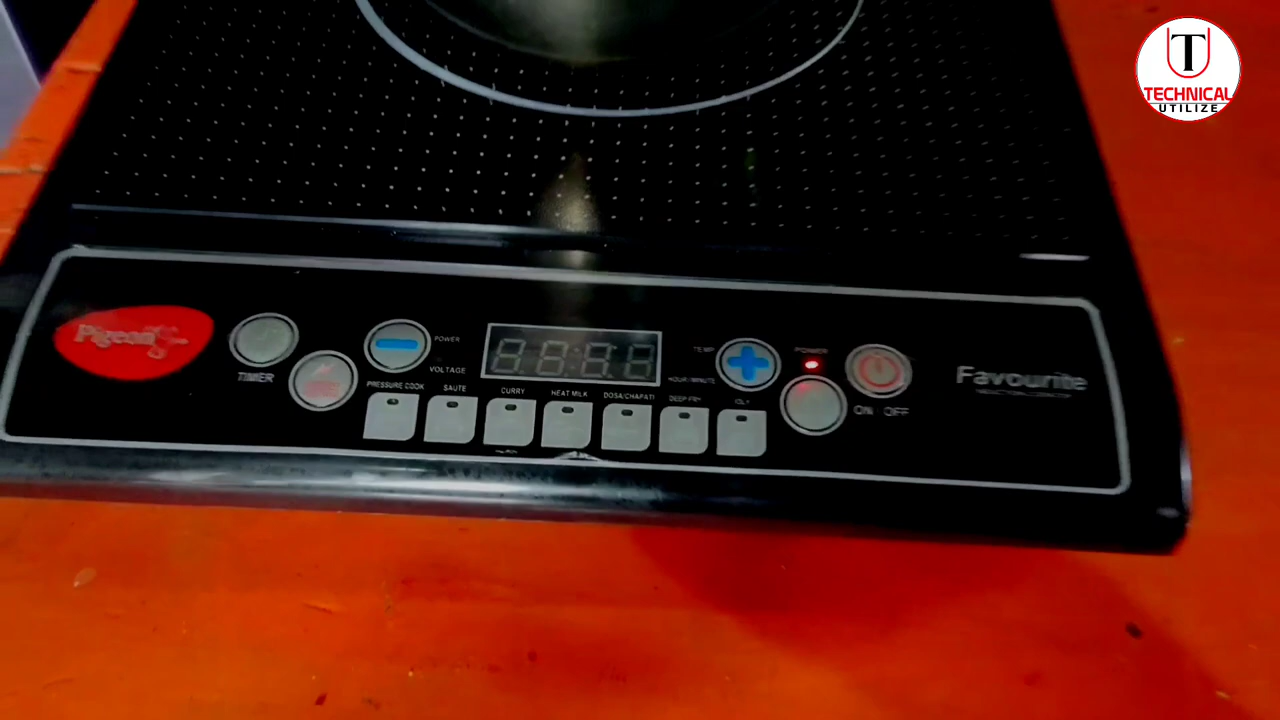 T
TECHNICAL
UTILIZE
Pigeon
TIMER
POWER
VOLTAGE
TEMP
HOUR/MINUTE
POWER
ON OFF
Favourite
PRESSURE COOK
SAUTE
CURRY
HEAT MILK
DOSA/CHAPATI
DEEP FRY